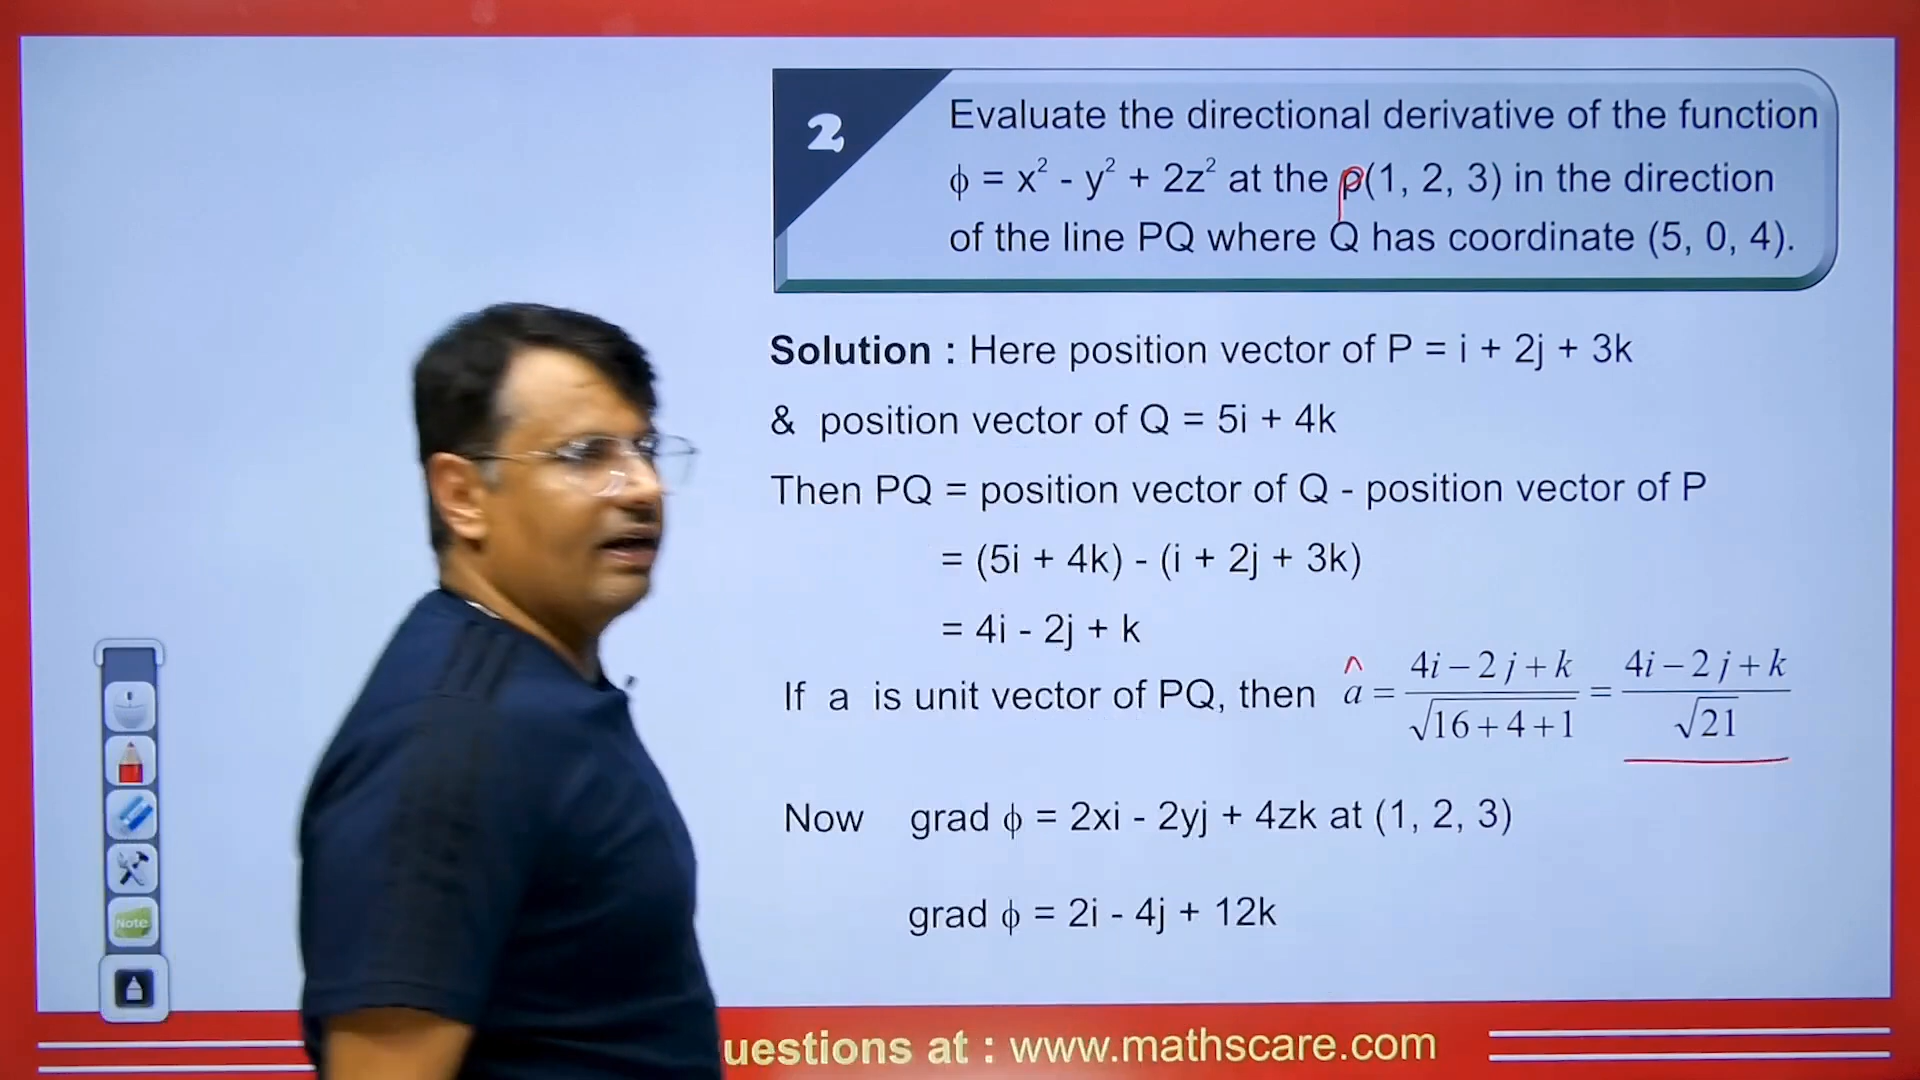 2
Evaluate the directional derivative of the function
ϕ = x² - y² + 2z² at the p(1, 2, 3) in the direction
of the line PQ where Q has coordinate (5, 0, 4).
Solution : Here position vector of P = i + 2j + 3k
& position vector of Q = 5i + 4k
Then PQ = position vector of Q - position vector of P
= (5i + 4k) - (i + 2j + 3k)
= 4i - 2j + k
If a is unit vector of PQ, then â = (4i – 2j + k)/√(16 + 4 + 1) = (4i – 2j + k)/√21
Now grad ϕ = 2xi - 2yj + 4zk at (1, 2, 3)
grad ϕ = 2i - 4j + 12k
Note
uestions at : www.mathscare.com